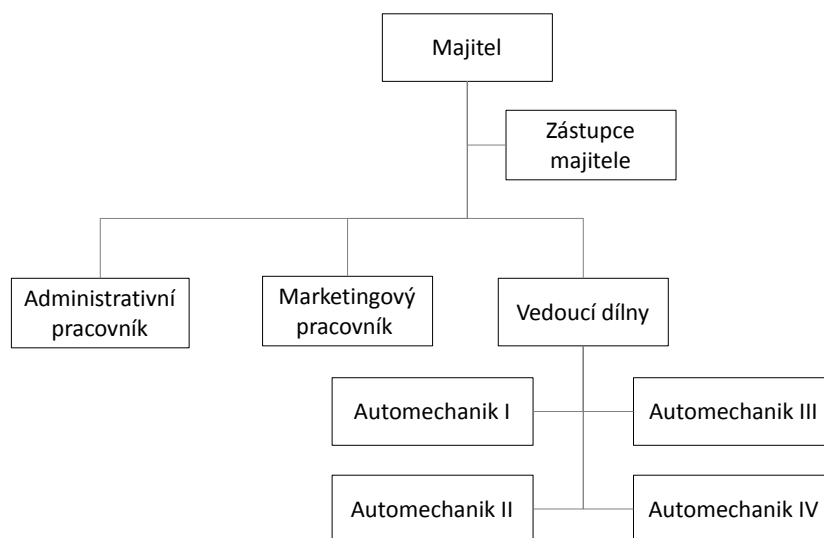 Majitel
Zástupce
majitele
Administrativní
pracovník
Marketingový
pracovník
Vedoucí dílny
Automechanik I
Automechanik III
Automechanik II
Automechanik IV